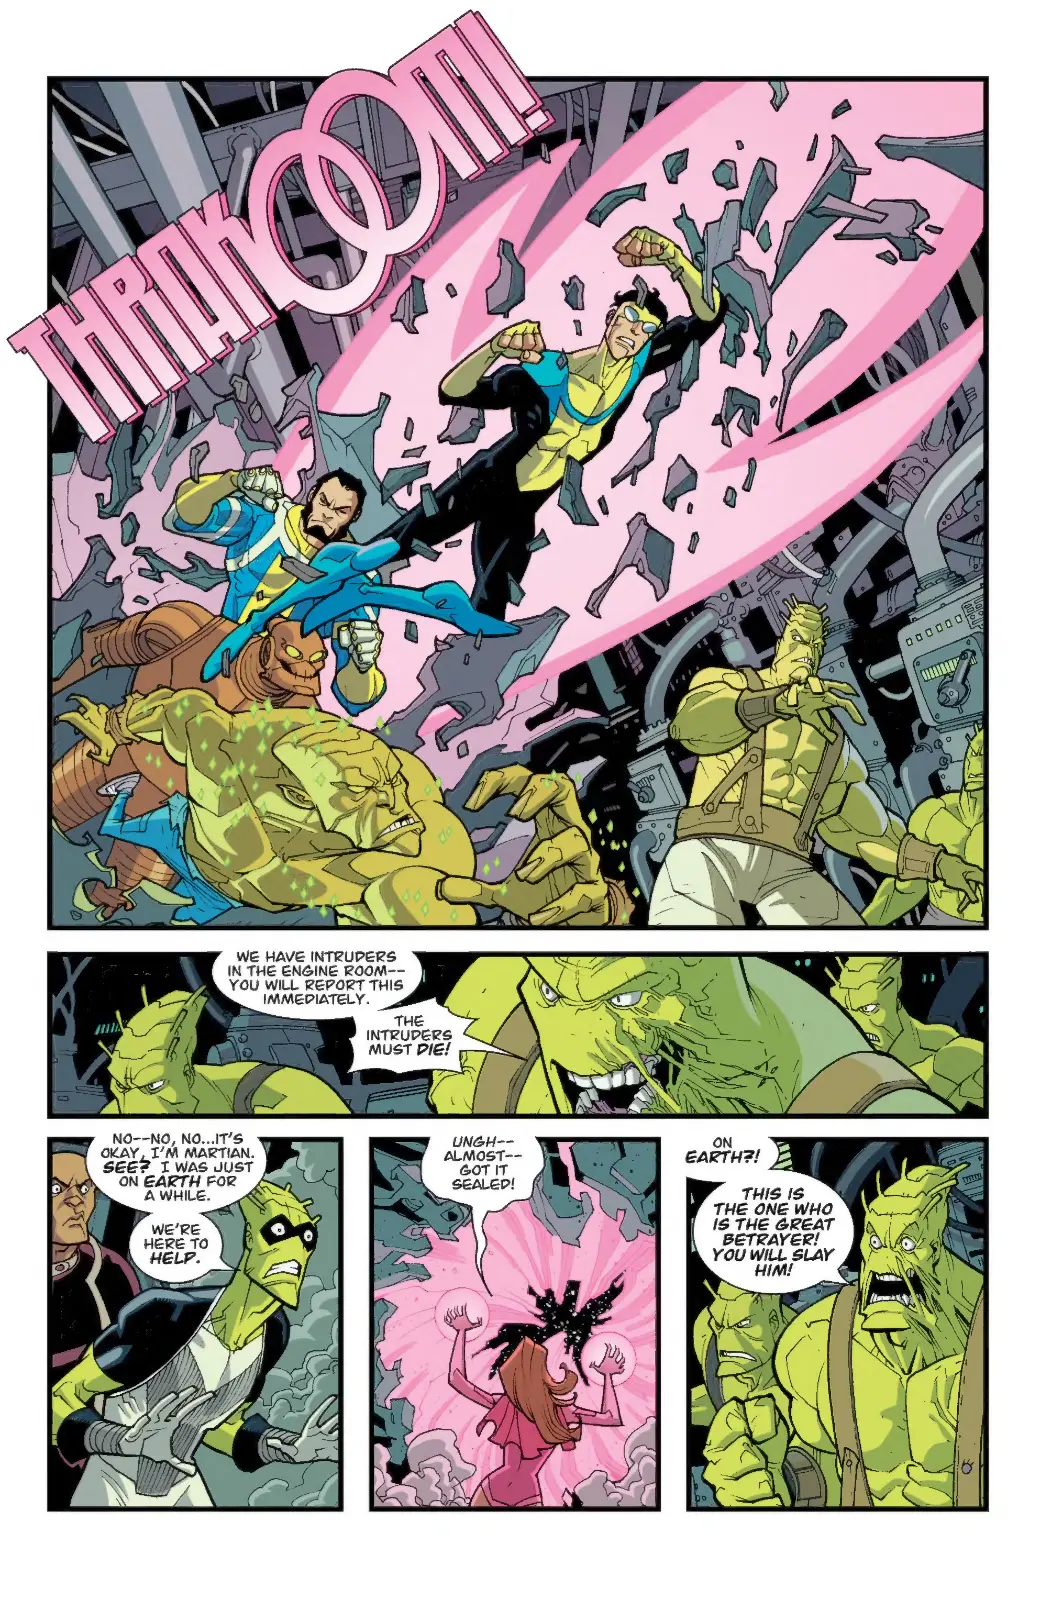 THRAKOOM!
WE HAVE INTRUDERS
IN THE ENGINE ROOM--
YOU WILL REPORT THIS
IMMEDIATELY.
THE
INTRUDERS
MUST DIE!
NO--NO, NO...IT'S
OKAY, I'M MARTIAN.
SEE? I WAS JUST
ON EARTH FOR
A WHILE.
WE'RE
HERE TO
HELP.
UNGH--
ALMOST--
GOT IT
SEALED!
ON
EARTH?!
THIS IS
THE ONE WHO
IS THE GREAT
BETRAYER!
YOU WILL SLAY
HIM!